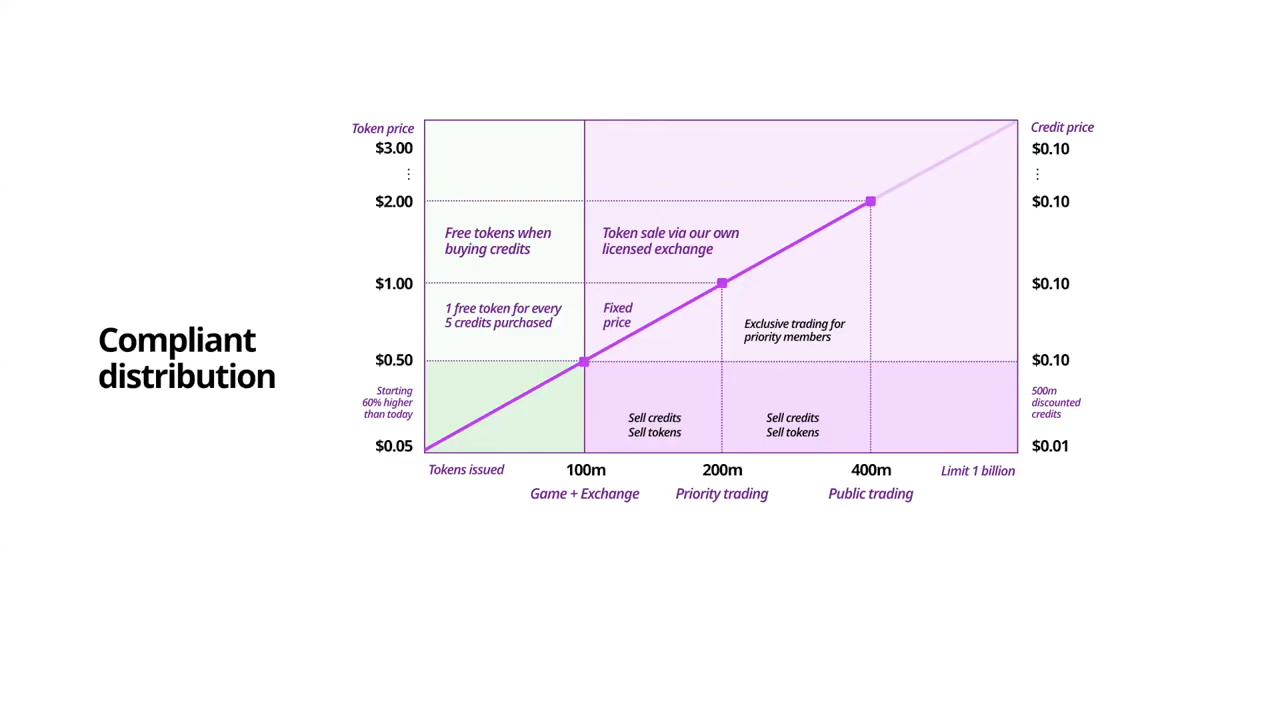 Compliant
distribution
Token price
$3.00
⋮
$2.00
$1.00
$0.50
Starting
60% higher
than today
$0.05
Free tokens when
buying credits
1 free token for every
5 credits purchased
Token sale via our own
licensed exchange
Fixed
price
Exclusive trading for
priority members
Sell credits
Sell tokens
Sell credits
Sell tokens
Credit price
$0.10
⋮
$0.10
$0.10
$0.10
500m
discounted
credits
$0.01
Tokens issued
100m
200m
400m
Limit 1 billion
Game + Exchange
Priority trading
Public trading